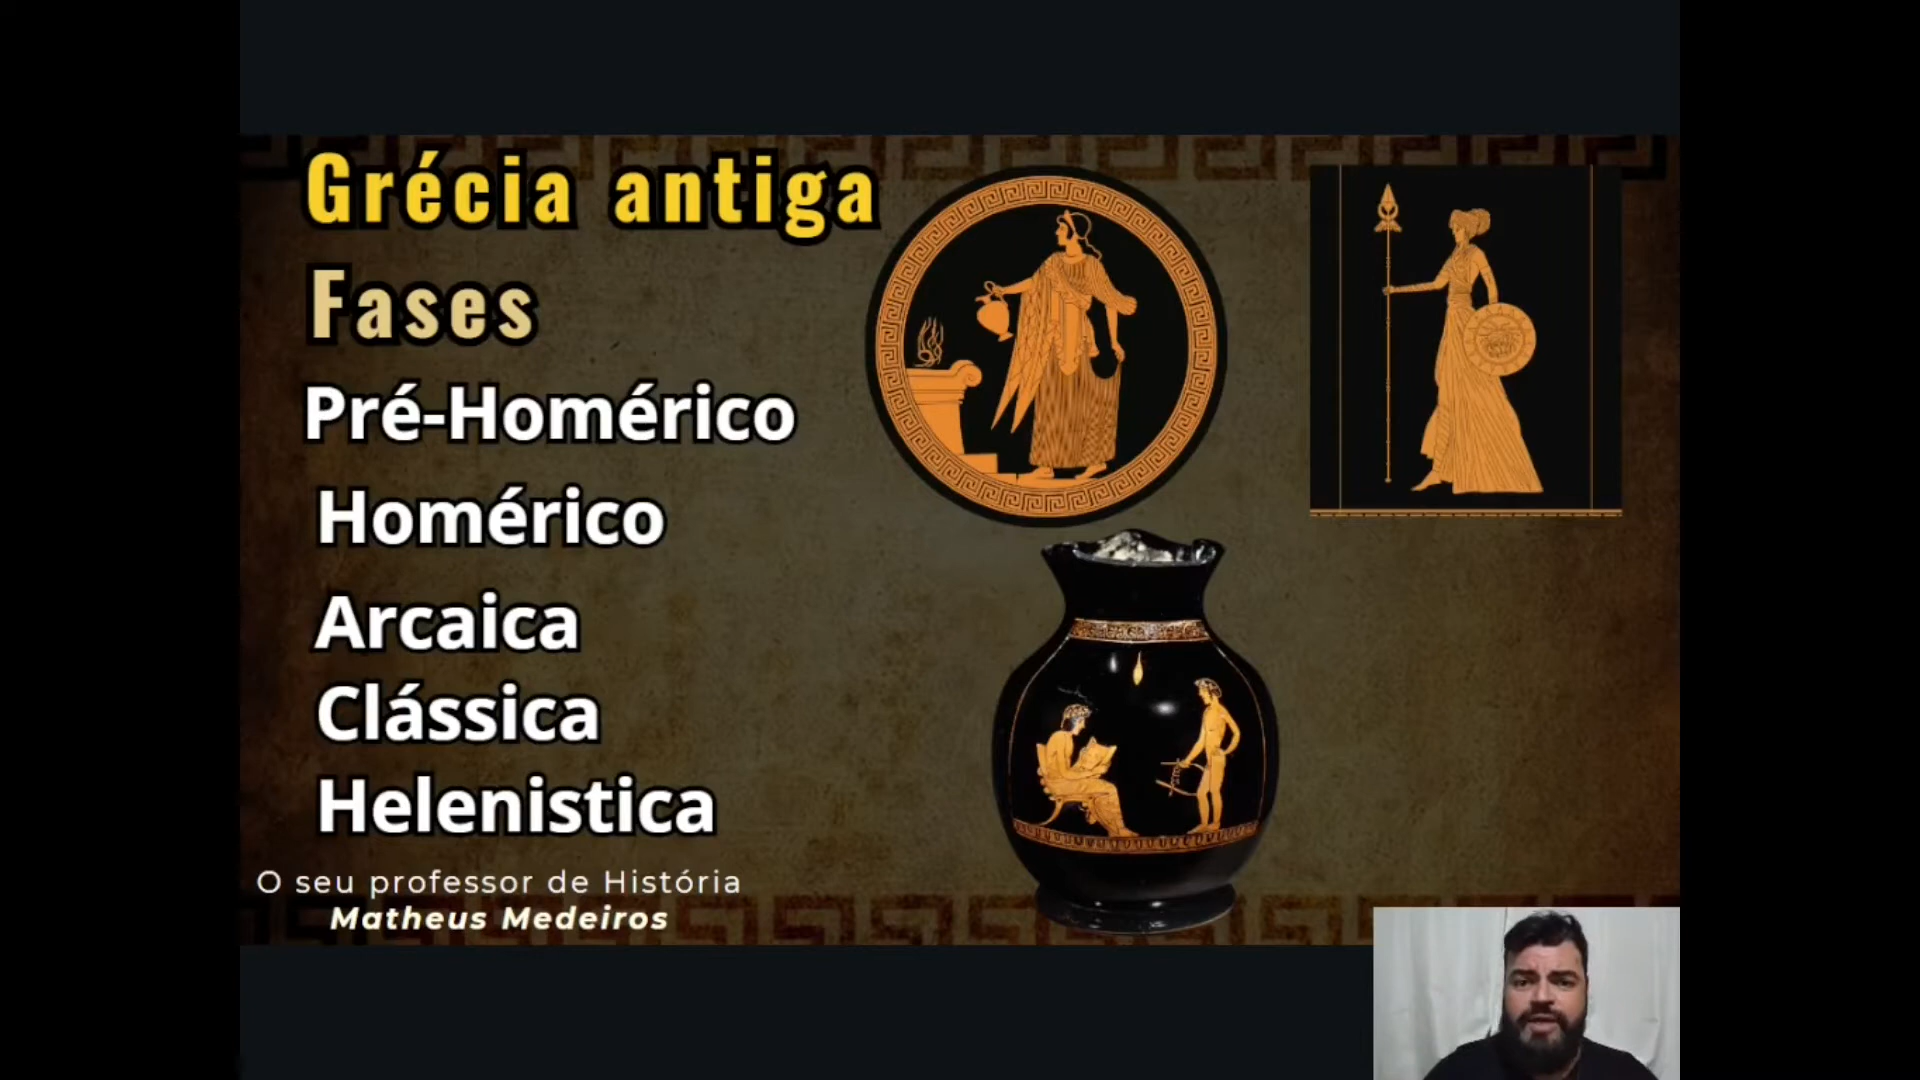 Grécia antiga
Fases
Pré-Homérico
Homérico
Arcaica
Clássica
Helenistica
O seu professor de História
Matheus Medeiros